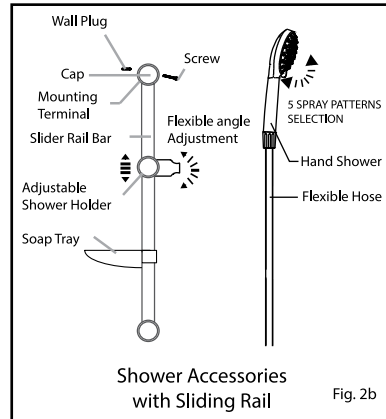 Wall Plug
Screw
Cap
Mounting
Terminal
Slider Rail Bar
Flexible angle
Adjustment
Adjustable
Shower Holder
Soap Tray
5 SPRAY PATTERNS
SELECTION
Hand Shower
Flexible Hose
Shower Accessories
with Sliding Rail
Fig. 2b